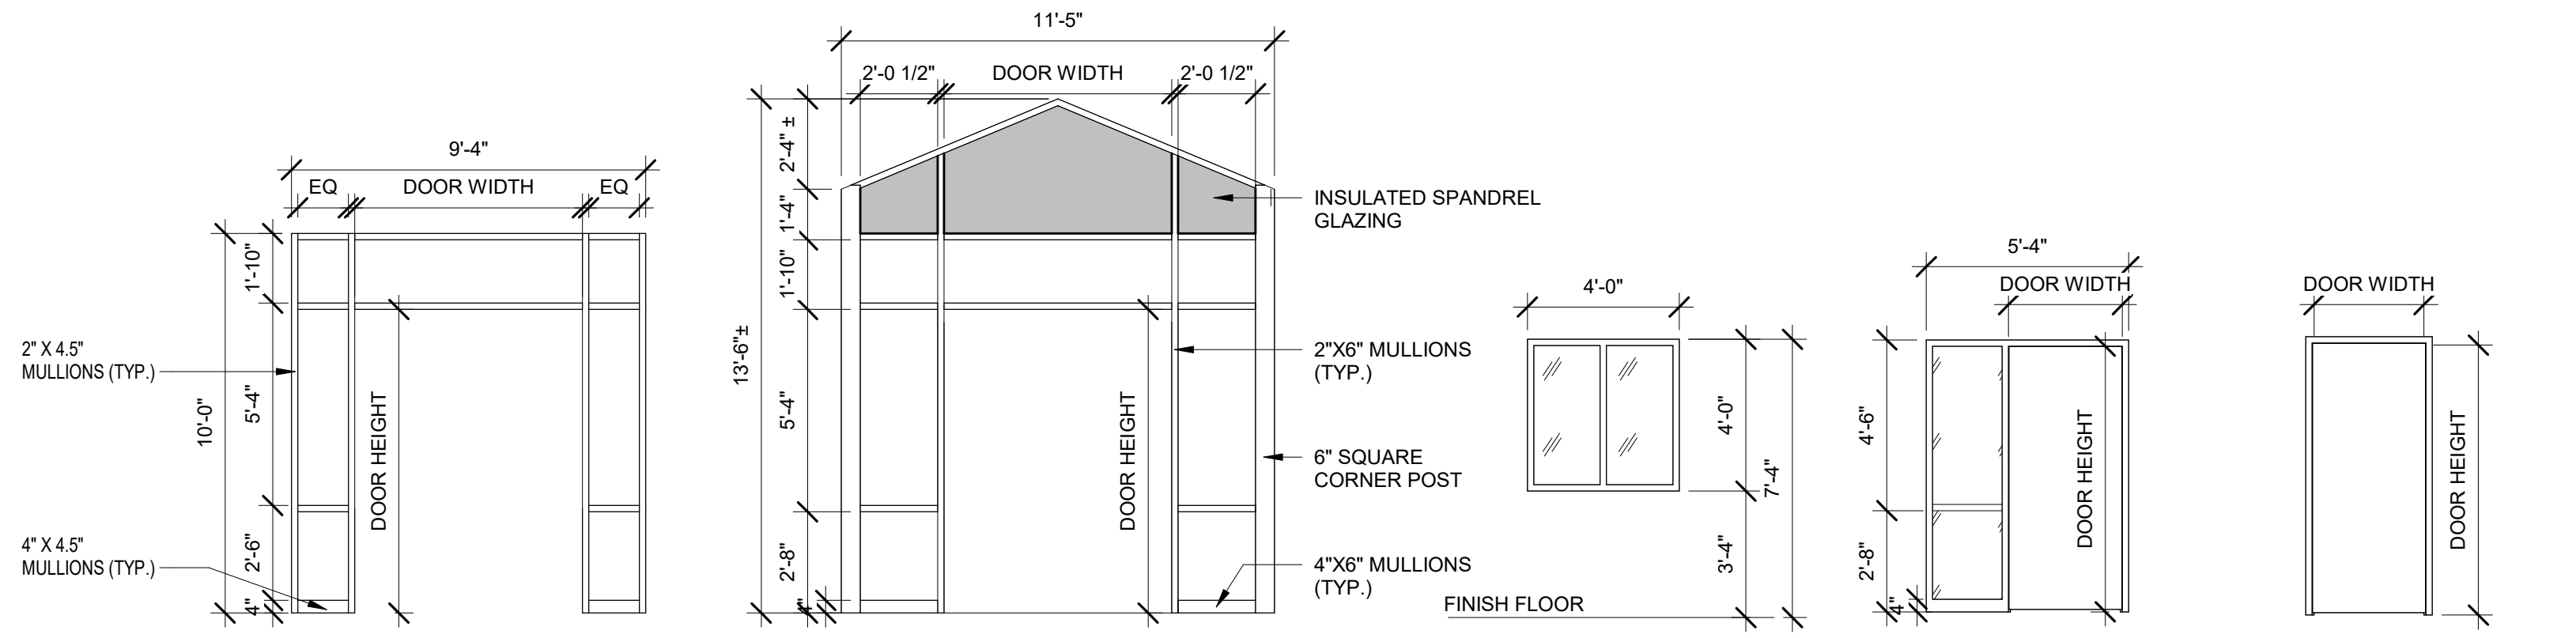 9'-4"
EQ
DOOR WIDTH
EQ
1'-10"
5'-4"
10'-0"
2'-6"
4"
DOOR HEIGHT
2" X 4.5"
MULLIONS (TYP.)
4" X 4.5"
MULLIONS (TYP.)
11'-5"
2'-0 1/2"
DOOR WIDTH
2'-0 1/2"
2'-4" ±
1'-4"
1'-10"
13'-6"±
5'-4"
2'-8"
4"
DOOR HEIGHT
INSULATED SPANDREL
GLAZING
2"X6" MULLIONS
(TYP.)
6" SQUARE
CORNER POST
4"X6" MULLIONS
(TYP.)
4'-0"
4'-0"
7'-4"
3'-4"
FINISH FLOOR
5'-4"
DOOR WIDTH
4'-6"
2'-8"
4"
DOOR HEIGHT
DOOR WIDTH
DOOR HEIGHT